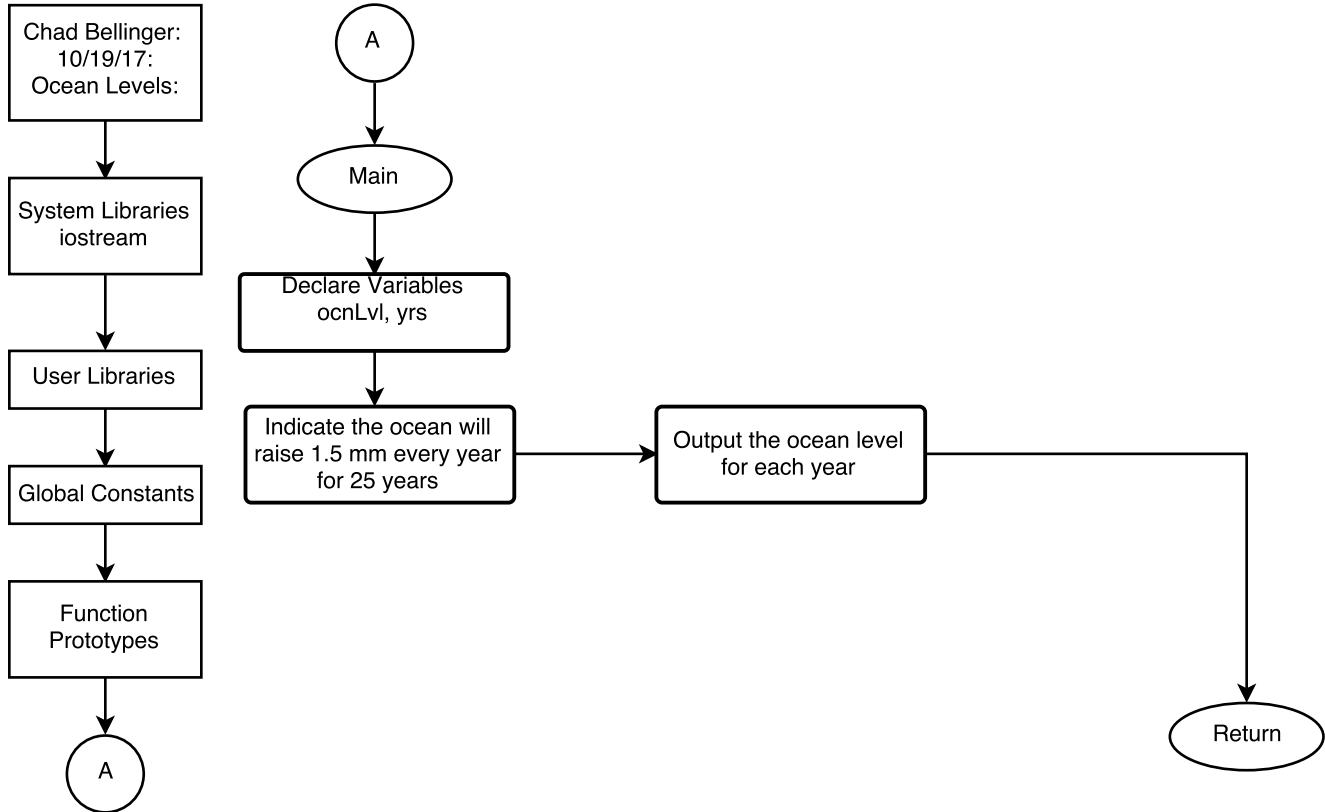 Chad Bellinger:
10/19/17:
Ocean Levels:
System Libraries
iostream
User Libraries
Global Constants
Function
Prototypes
A
A
Main
Declare Variables
ocnLvl, yrs
Indicate the ocean will
raise 1.5 mm every year
for 25 years
Output the ocean level
for each year
Return